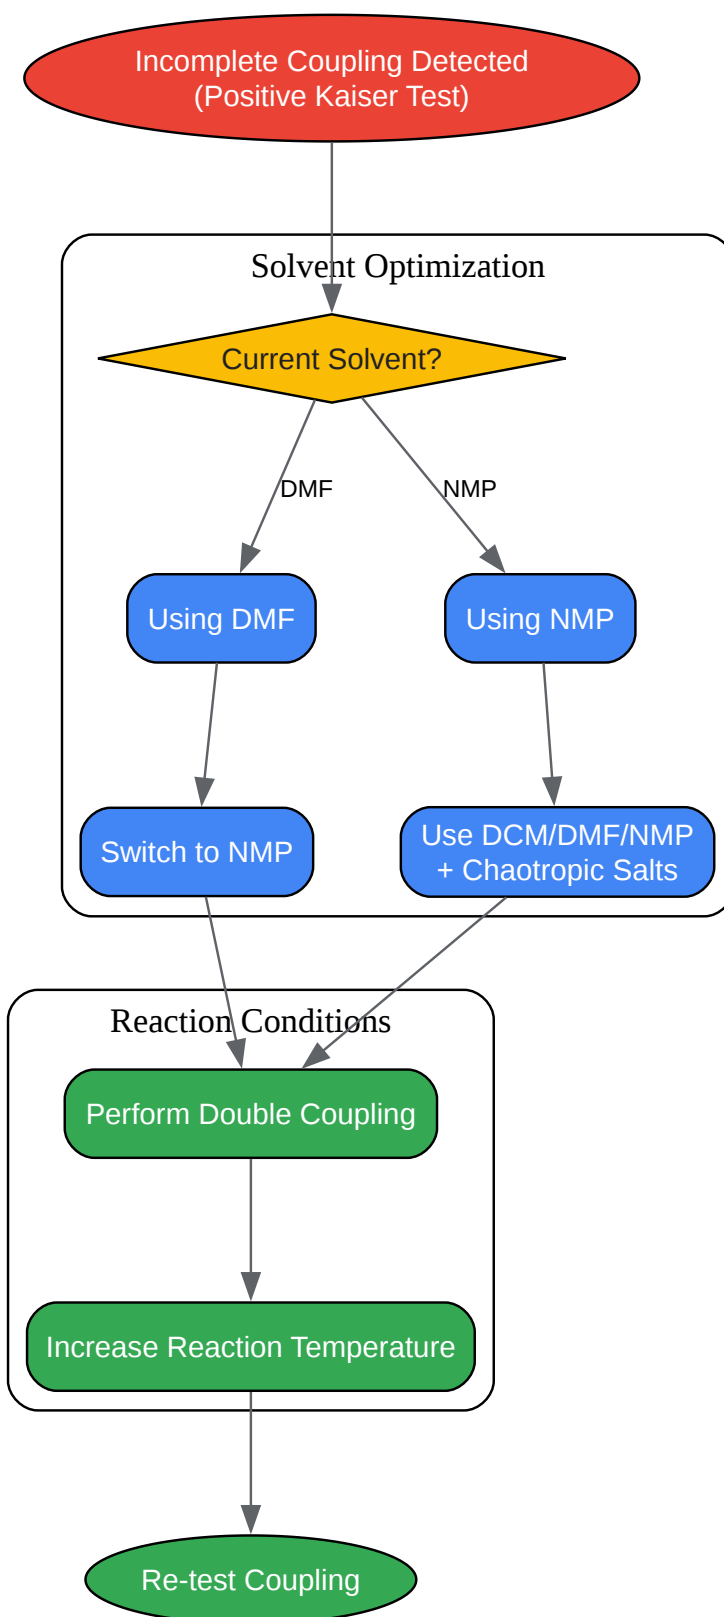 Incomplete Coupling Detected
(Positive Kaiser Test)
Solvent Optimization
Current Solvent?
DMF
NMP
Using DMF
Using NMP
Switch to NMP
Use DCM/DMF/NMP
+ Chaotropic Salts
Reaction Conditions
Perform Double Coupling
Increase Reaction Temperature
Re-test Coupling